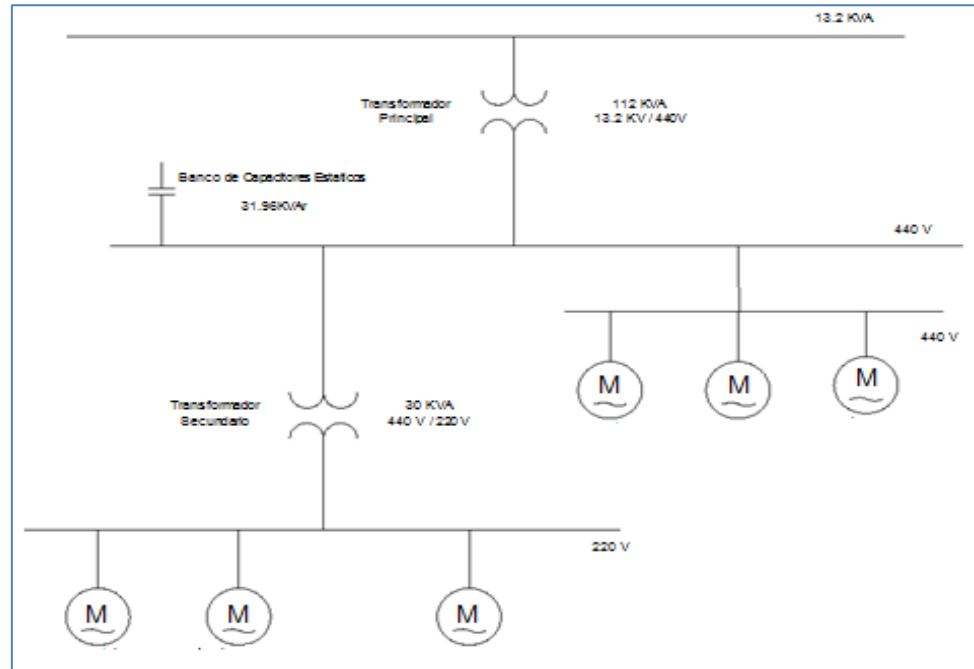 13.2 KVA
Transformador
Principal
112 KVA
13.2 KV / 440V
Banco de Capacitores Estaticos
31.96KVAr
440 V
440 V
M
M
M
Transformador
Secundario
30 KVA
440 V / 220V
220 V
M
M
M